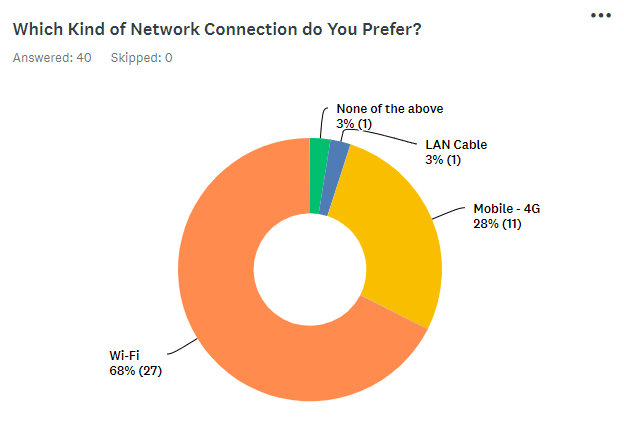 Which Kind of Network Connection do You Prefer?
Answered: 40 Skipped: 0
None of the above
3% (1)
LAN Cable
3% (1)
Mobile - 4G
28% (11)
Wi-Fi
68% (27)